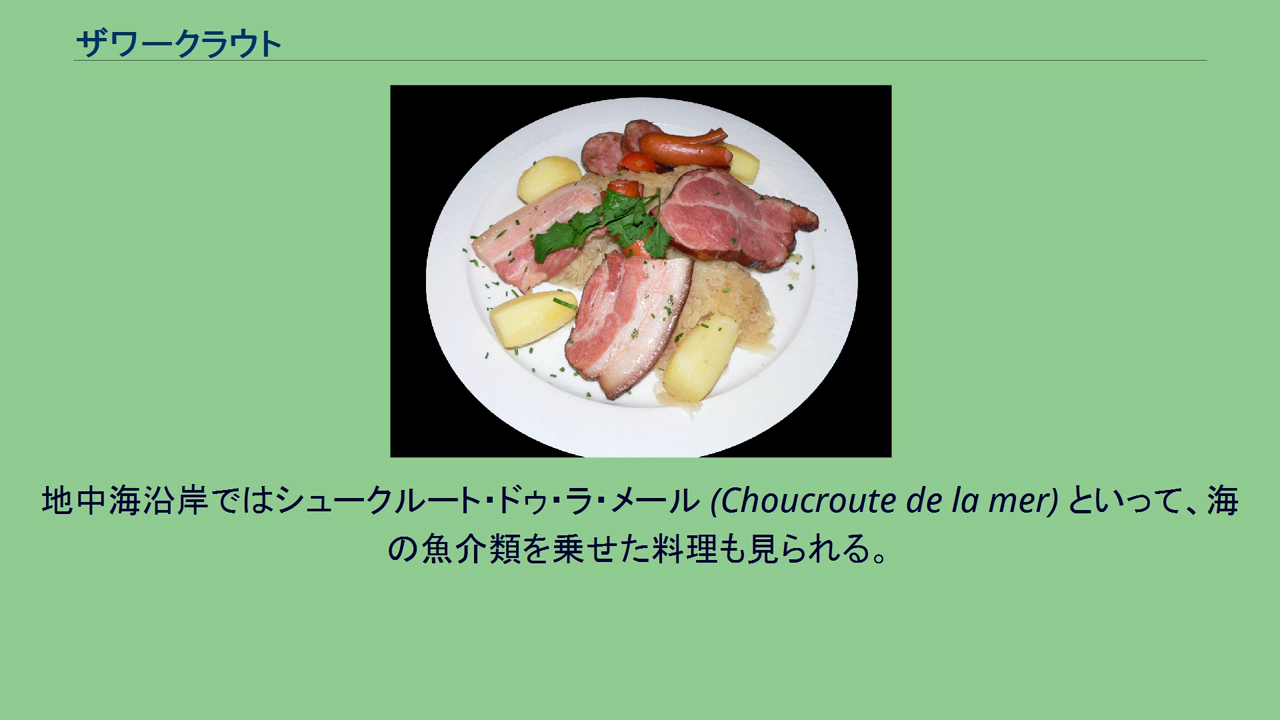 ザワークラウト
地中海沿岸ではシュークルート・ドゥ・ラ・メール (Choucroute de la mer) といって、海
の魚介類を乗せた料理も見られる。